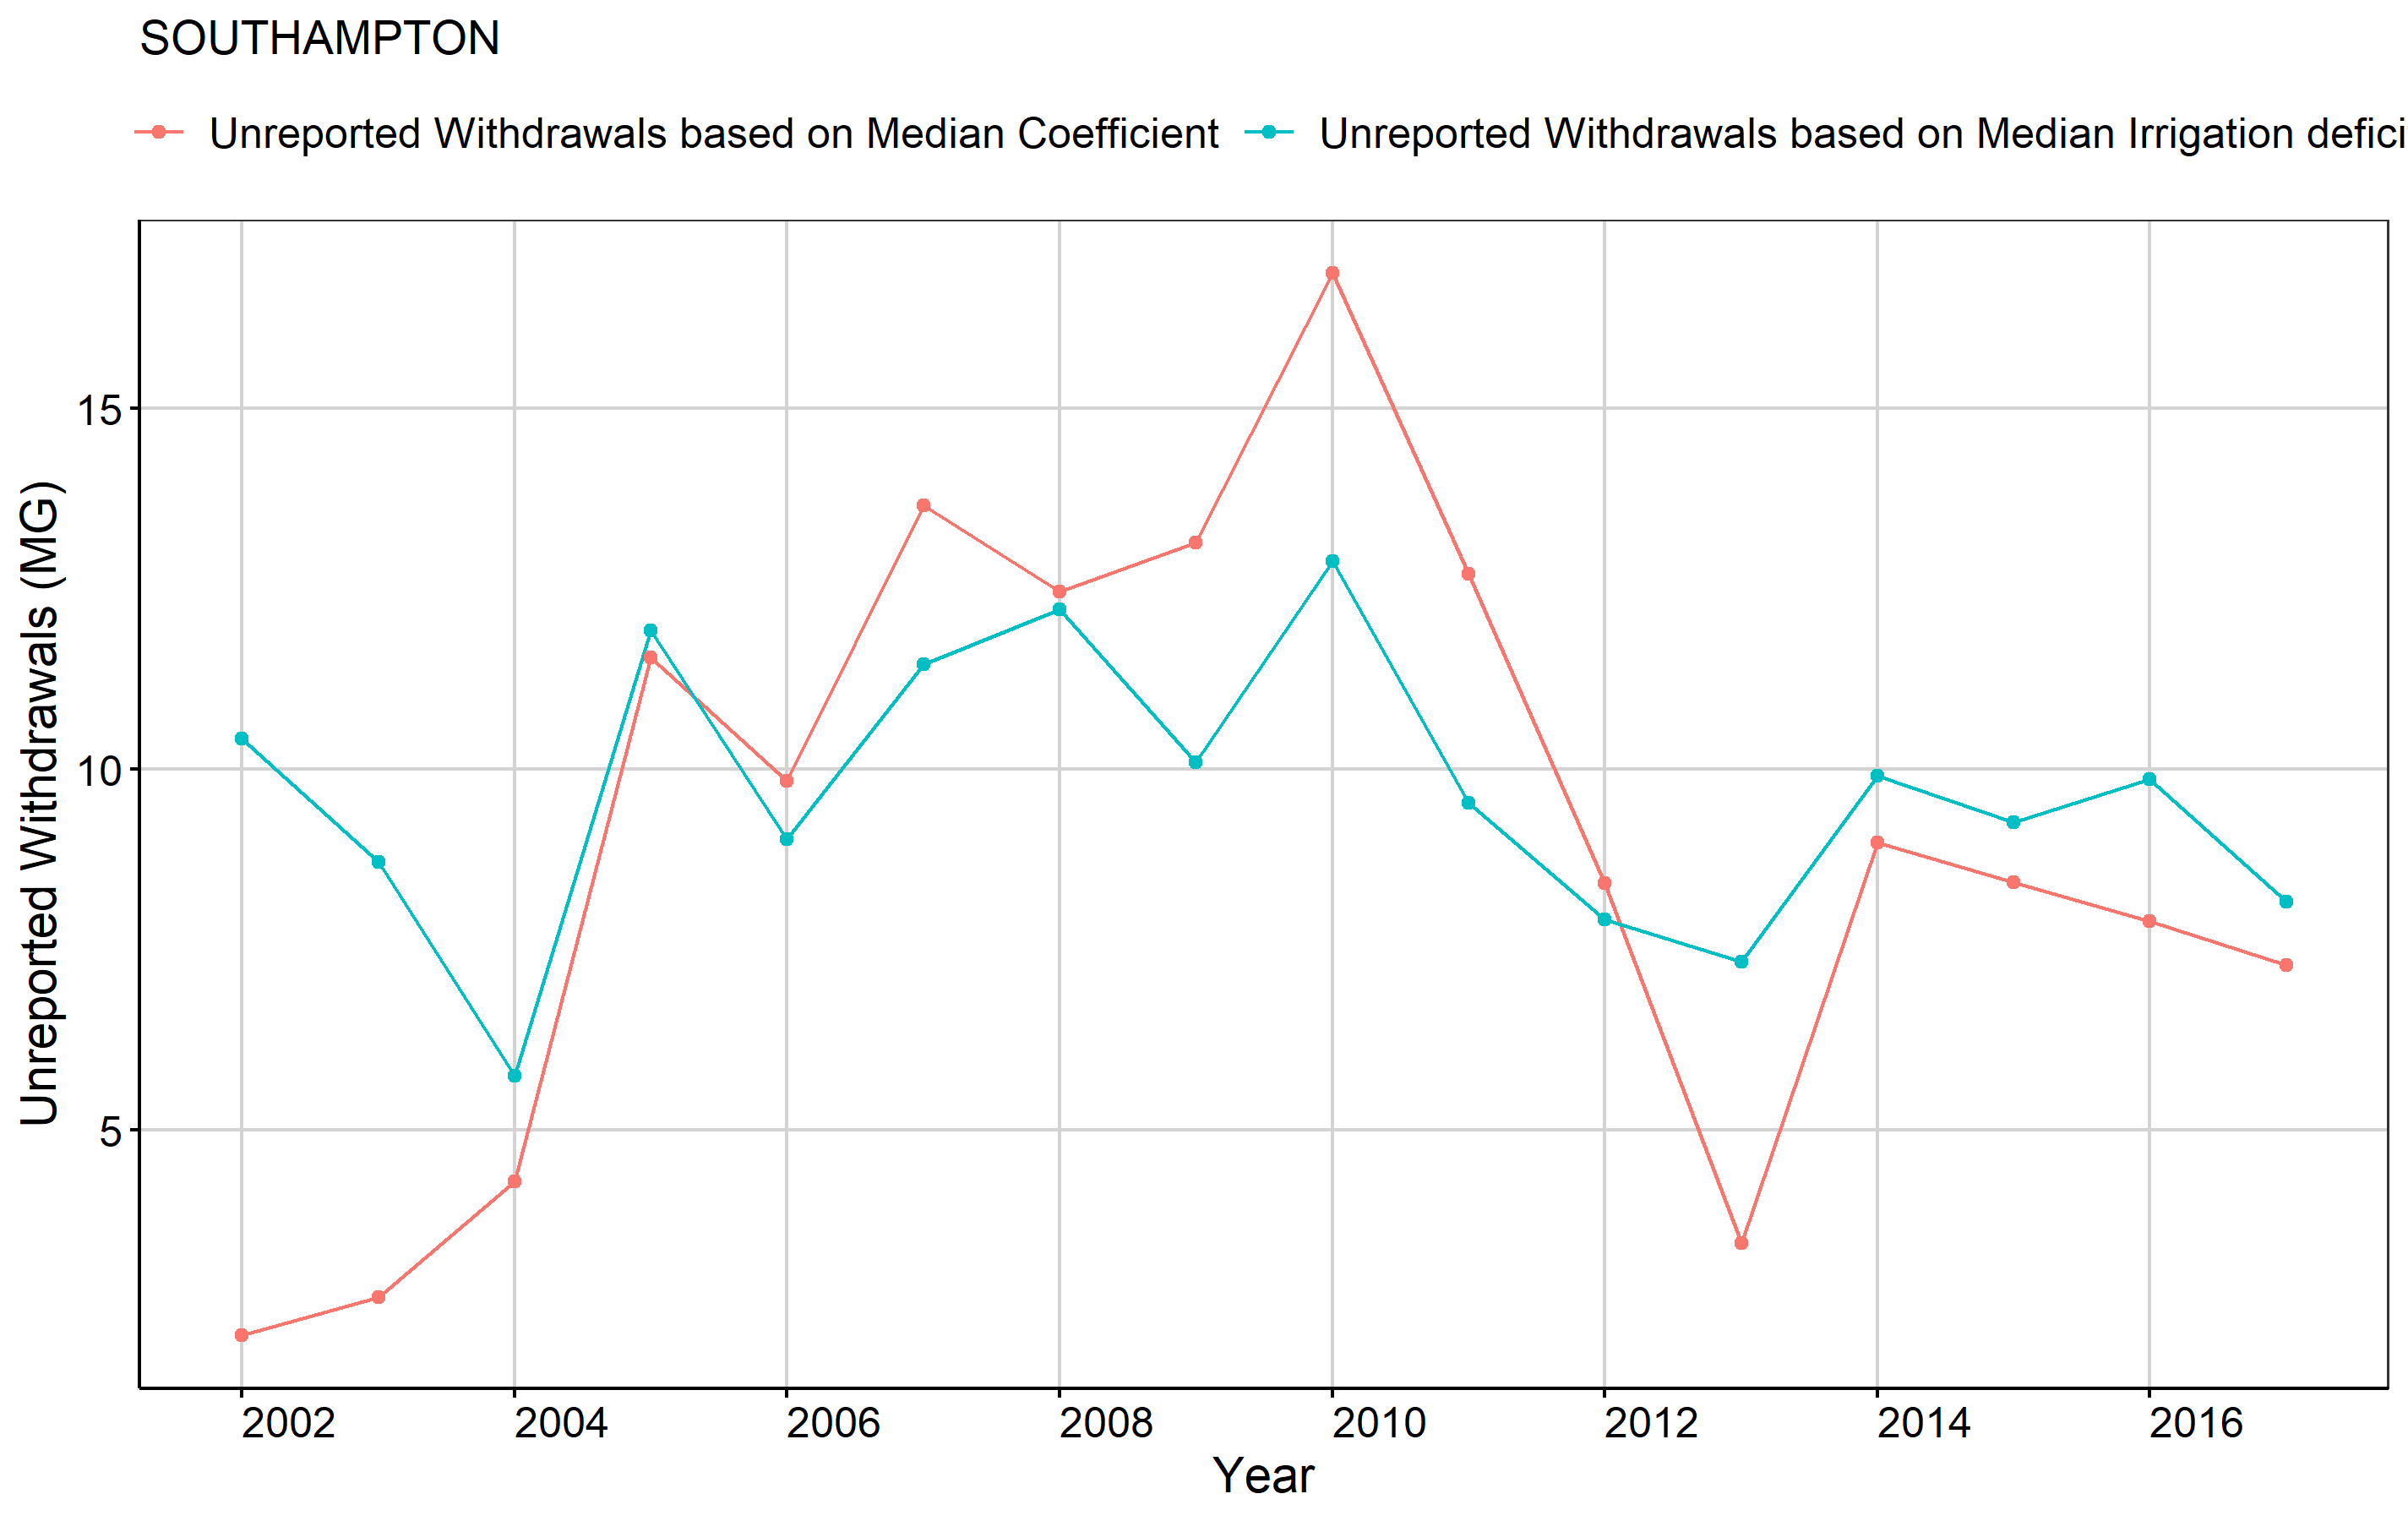 SOUTHAMPTON
Unreported Withdrawals based on Median Coefficient Unreported Withdrawals based on Median Irrigation defici
Unreported Withdrawals (MG)
15
10
5
2002 2004 2006 2008 2010 2012 2014 2016
Year